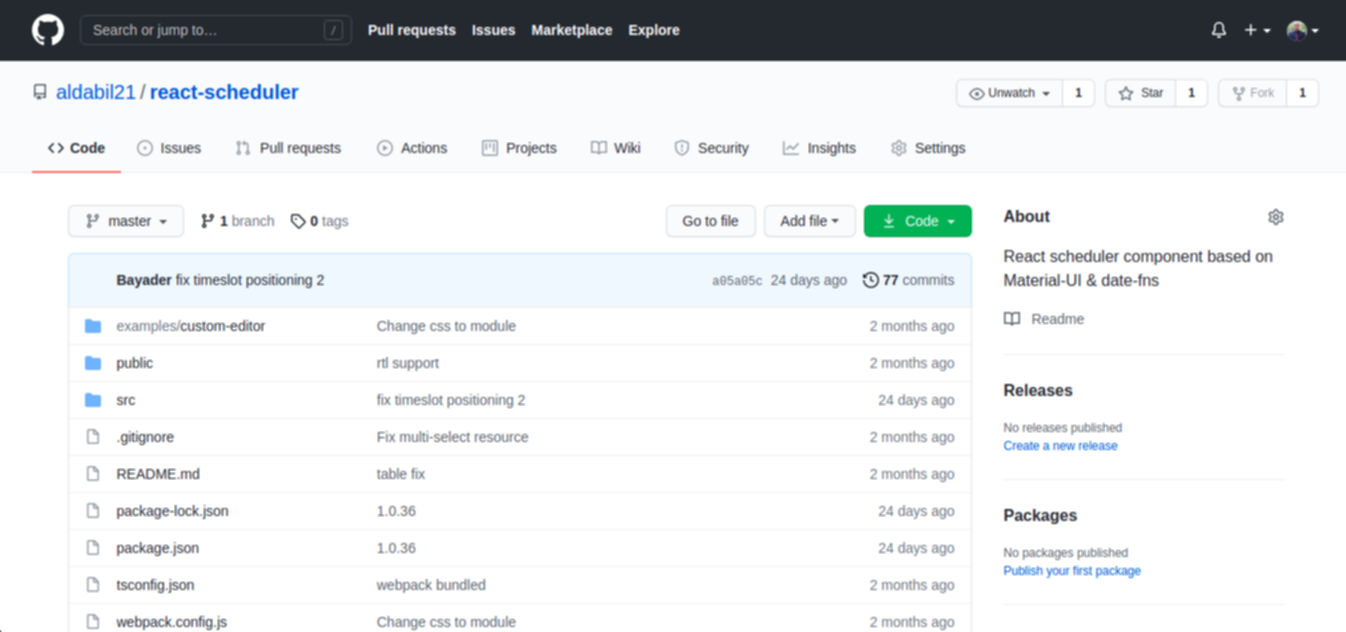 Search or jump to… / Pull requests Issues Marketplace Explore
aldabil21 / react-scheduler Unwatch 1 Star 1 Fork 1
Code Issues Pull requests Actions Projects Wiki Security Insights Settings
master 1 branch 0 tags Go to file Add file Code
Bayader fix timeslot positioning 2 a05a05c 24 days ago 77 commits
examples/custom-editor Change css to module 2 months ago
public rtl support 2 months ago
src fix timeslot positioning 2 24 days ago
.gitignore Fix multi-select resource 2 months ago
README.md table fix 2 months ago
package-lock.json 1.0.36 24 days ago
package.json 1.0.36 24 days ago
tsconfig.json webpack bundled 2 months ago
webpack.config.js Change css to module 2 months ago
About
React scheduler component based on
Material-UI & date-fns
Readme
Releases
No releases published
Create a new release
Packages
No packages published
Publish your first package